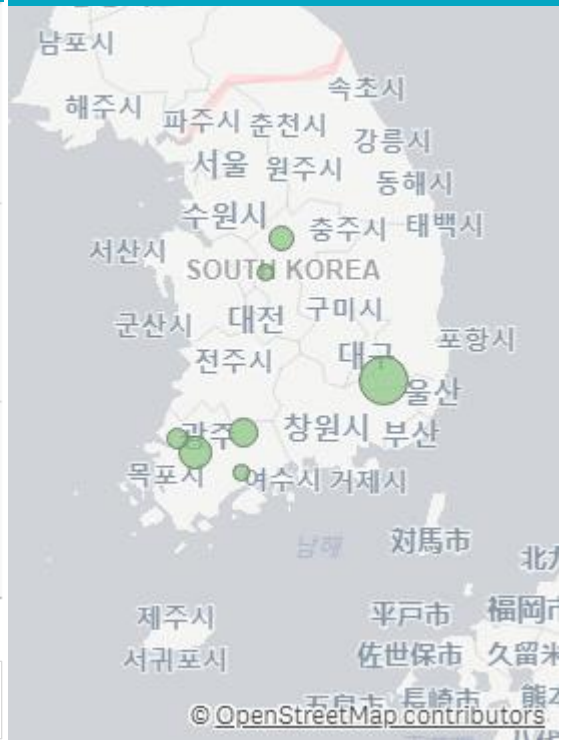 남포시
속초시
해주시
파주시 춘천시
강릉시
서울 원주시
동해시
수원시
충주시 태백시
서산시
SOUTH KOREA
구미시
군산시 대전
포항시
대구
전주시
울산
광주 창원시 부산
목포시 여수시 거제시
남해
対馬市
제주시 平戸市 福岡市
서귀포시 佐世保市 久留米
長崎市
© OpenStreetMap contributors